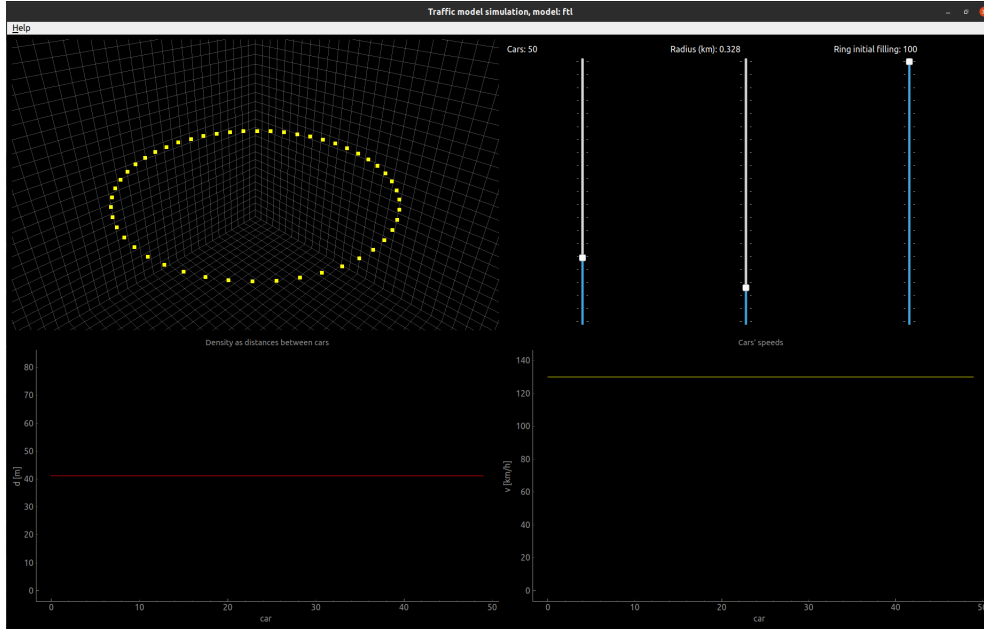 Traffic model simulation, model: ftl
Help
Cars: 50
Radius (km): 0.328
Ring initial filling: 100
Density as distances between cars
80
70
60
50
40
30
20
10
0
d [m]
0 10 20 30 40 50
car
Cars' speeds
140
120
100
80
60
40
20
0
v [km/h]
0 10 20 30 40 50
car